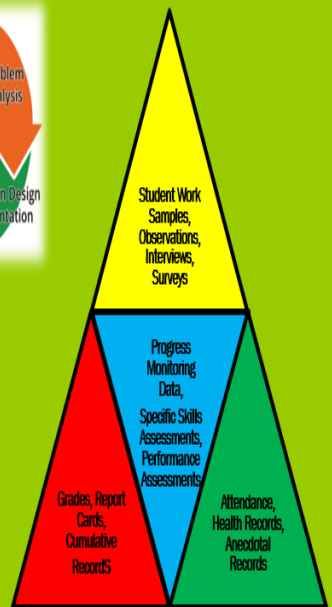 blem
alysis
n Design
ntation
Student Work
Samples,
Observations,
Interviews,
Surveys
Progress
Monitoring
Data,
Specific Skills
Assessments,
Performance
Assessments
Grades, Report
Cards,
Cumulative
RecordS
Attendance,
Health Records,
Anecdotal
Records